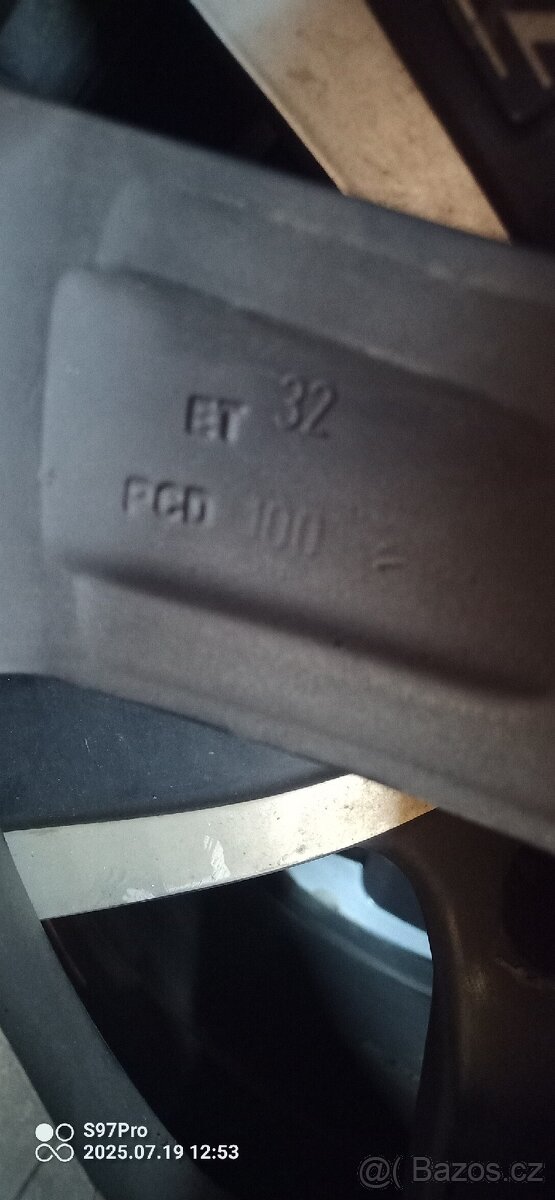 ET 32
PCD 100
S97Pro
2025.07.19 12:53
@( Bazos.cz